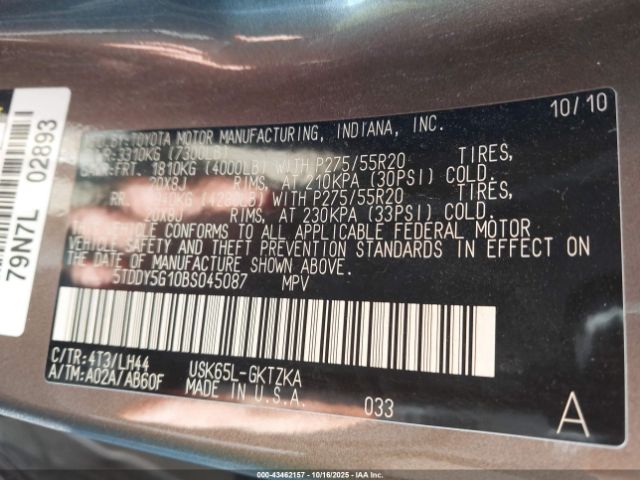 79N7L 02893
10/10
TOYOTA MOTOR MANUFACTURING, INDIANA, INC.
3310KG (7300LB)
FRT. 1810KG (4000LB) WITH P275/55R20 TIRES,
20X8J RIMS, AT 210KPA (30PSI) COLD.
RR. WITH P275/55R20 TIRES,
20X8J RIMS, AT 230KPA (33PSI) COLD.
THIS VEHICLE CONFORMS TO ALL APPLICABLE FEDERAL MOTOR
VEHICLE SAFETY AND THEFT PREVENTION STANDARDS IN EFFECT ON
THE DATE OF MANUFACTURE SHOWN ABOVE.
5TDDY5G10BS045087 MPV
C/TR:4T3/LH44 USK65L-GKTZKA
A/TM:A02A/AB60F MADE IN U.S.A.
033
A
000-43462157 - 10/16/2025 - IAA Inc.